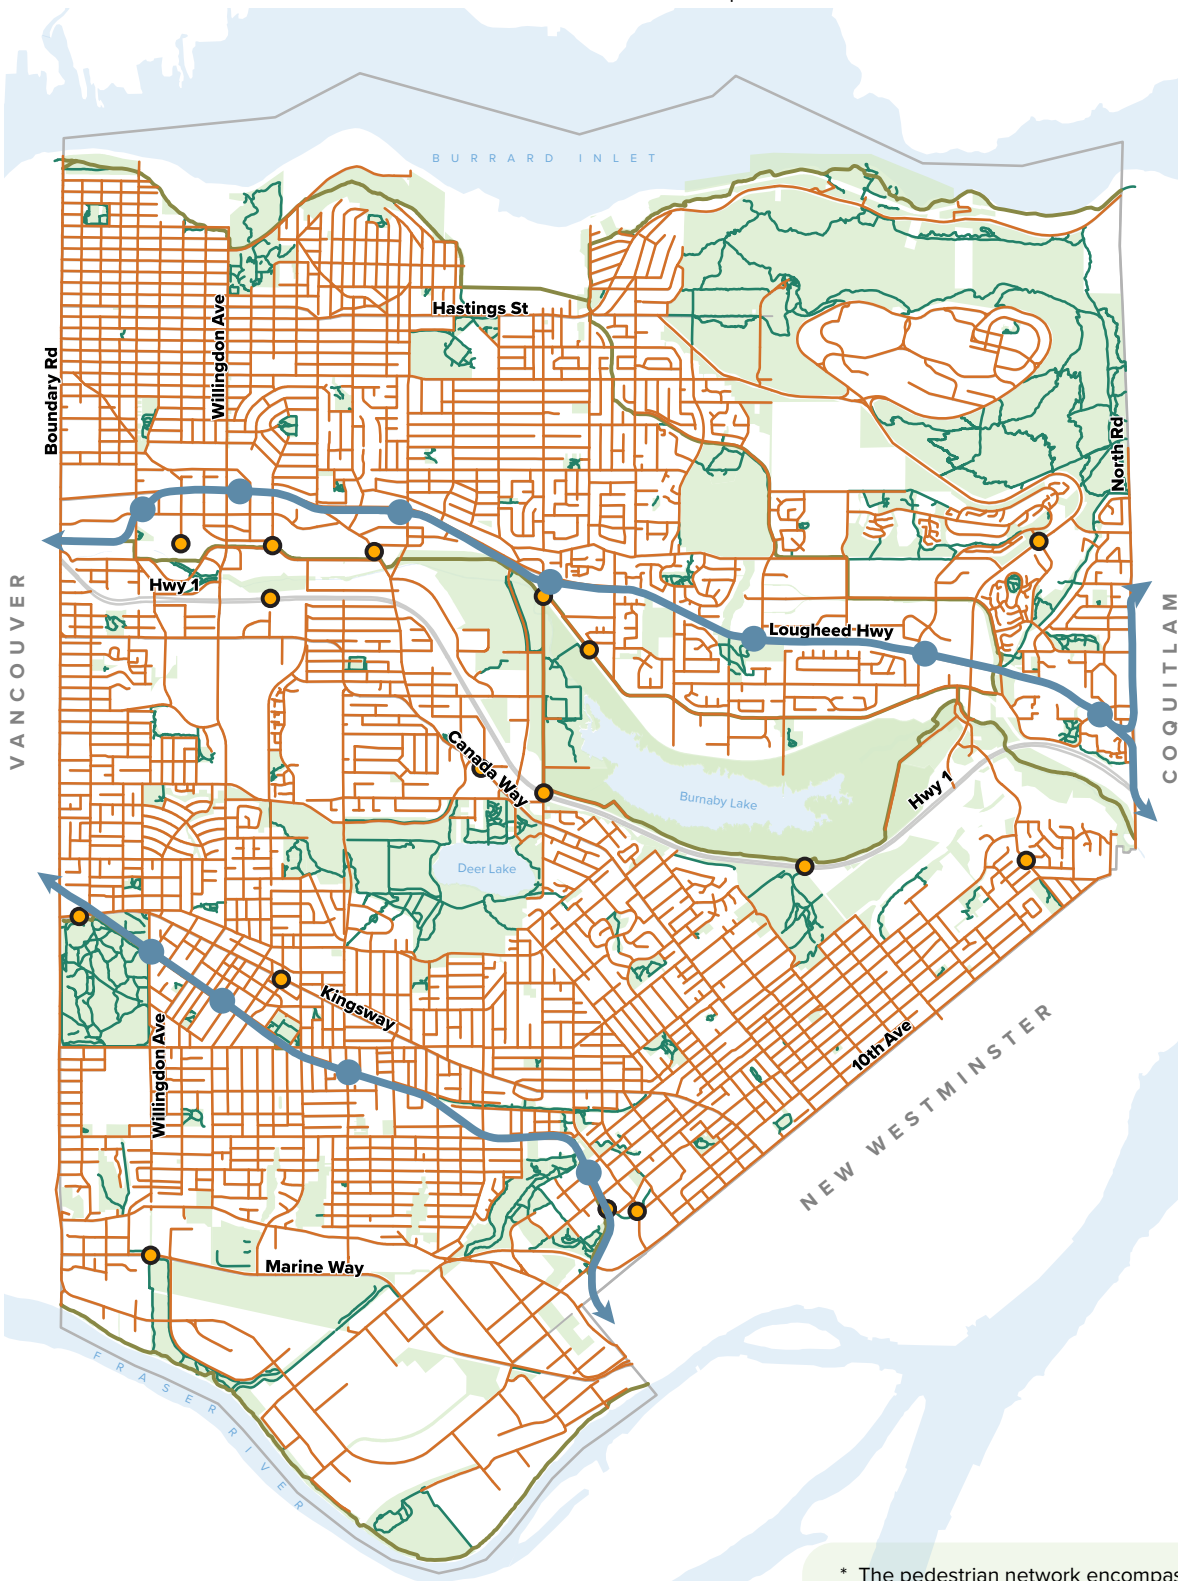 BURRARD INLET
Hastings St
Willingdon Ave
Boundary Rd
North Rd
Hwy 1
Lougheed Hwy
VANCOUVER
COQUITLAM
Canada Way
Burnaby Lake
Hwy 1
Deer Lake
Kingsway
Willingdon Ave
10th Ave
NEW WESTMINSTER
Marine Way
FRASER RIVER
* The pedestrian network encompas